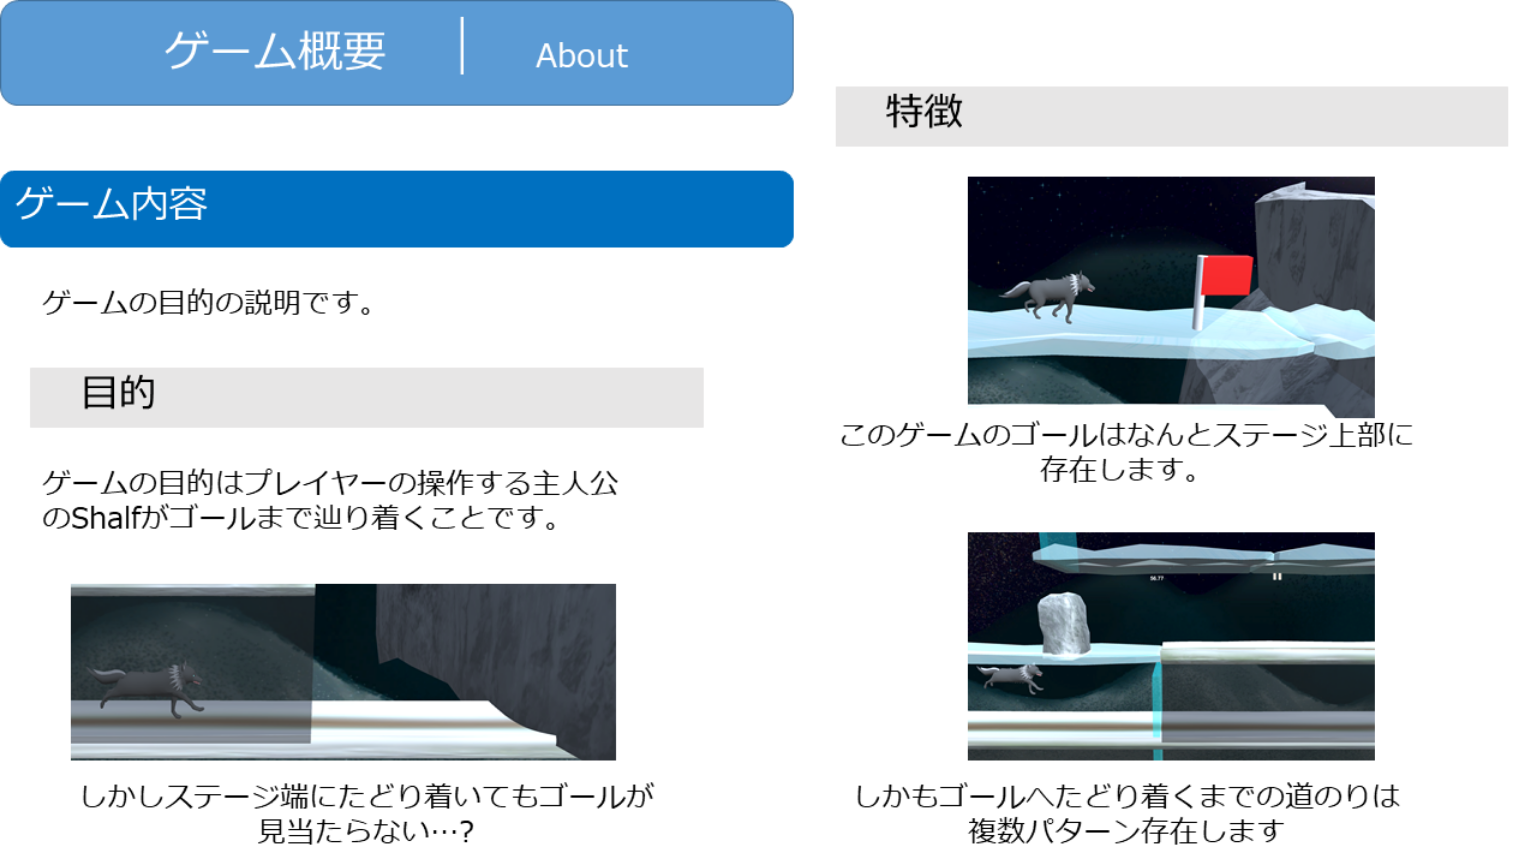 ゲーム概要
About
ゲーム内容
ゲームの目的の説明です。
目的
ゲームの目的はプレイヤーの操作する主人公
のShalfがゴールまで辿り着くことです。
しかしステージ端にたどり着いてもゴールが
見当たらない…?
特徴
このゲームのゴールはなんとステージ上部に
存在します。
56.77
しかもゴールへたどり着くまでの道のりは
複数パターン存在します